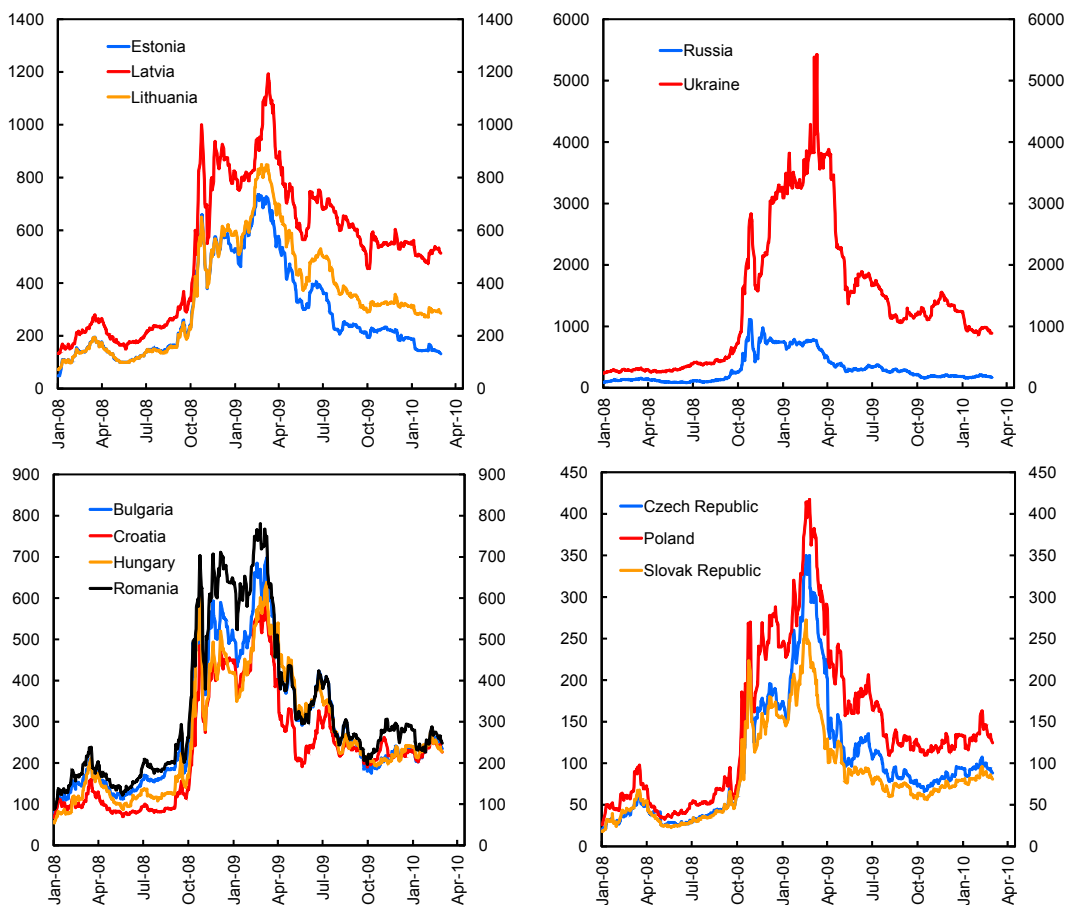 1400
1200
1000
800
600
400
200
0
Estonia
Latvia
Lithuania
1400
1200
1000
800
600
400
200
0
Jan-08
Apr-08
Jul-08
Oct-08
Jan-09
Apr-09
Jul-09
Oct-09
Jan-10
Apr-10
6000
5000
4000
3000
2000
1000
0
Russia
Ukraine
6000
5000
4000
3000
2000
1000
0
Jan-08
Apr-08
Jul-08
Oct-08
Jan-09
Apr-09
Jul-09
Oct-09
Jan-10
Apr-10
900
800
700
600
500
400
300
200
100
0
Bulgaria
Croatia
Hungary
Romania
900
800
700
600
500
400
300
200
100
0
Jan-08
Apr-08
Jul-08
Oct-08
Jan-09
Apr-09
Jul-09
Oct-09
Jan-10
Apr-10
450
400
350
300
250
200
150
100
50
0
Czech Republic
Poland
Slovak Republic
450
400
350
300
250
200
150
100
50
0
Jan-08
Apr-08
Jul-08
Oct-08
Jan-09
Apr-09
Jul-09
Oct-09
Jan-10
Apr-10